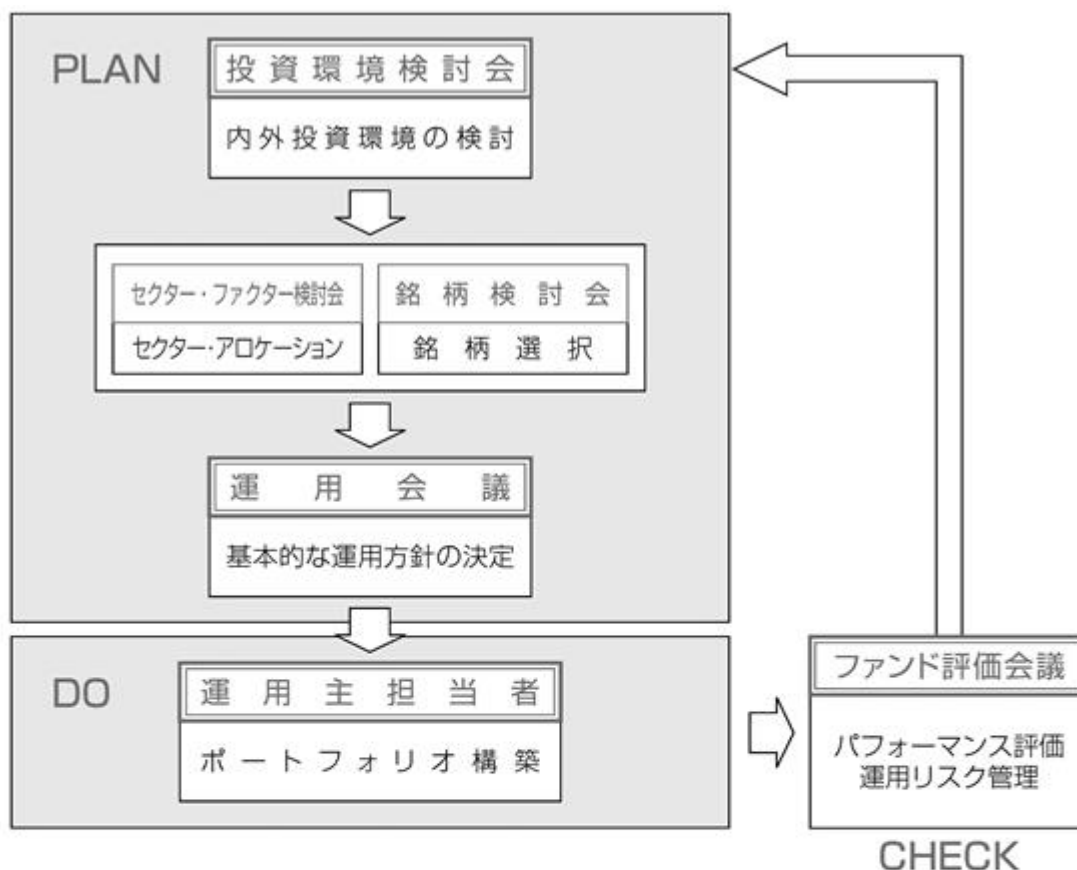 PLAN
投資環境検討会
内外投資環境の検討
セクター・ファクター検討会
セクター・アロケーション
銘柄検討会
銘柄選択
運用会議
基本的な運用方針の決定
DO
運用主担当者
ポートフォリオ構築
ファンド評価会議
パフォーマンス評価
運用リスク管理
CHECK